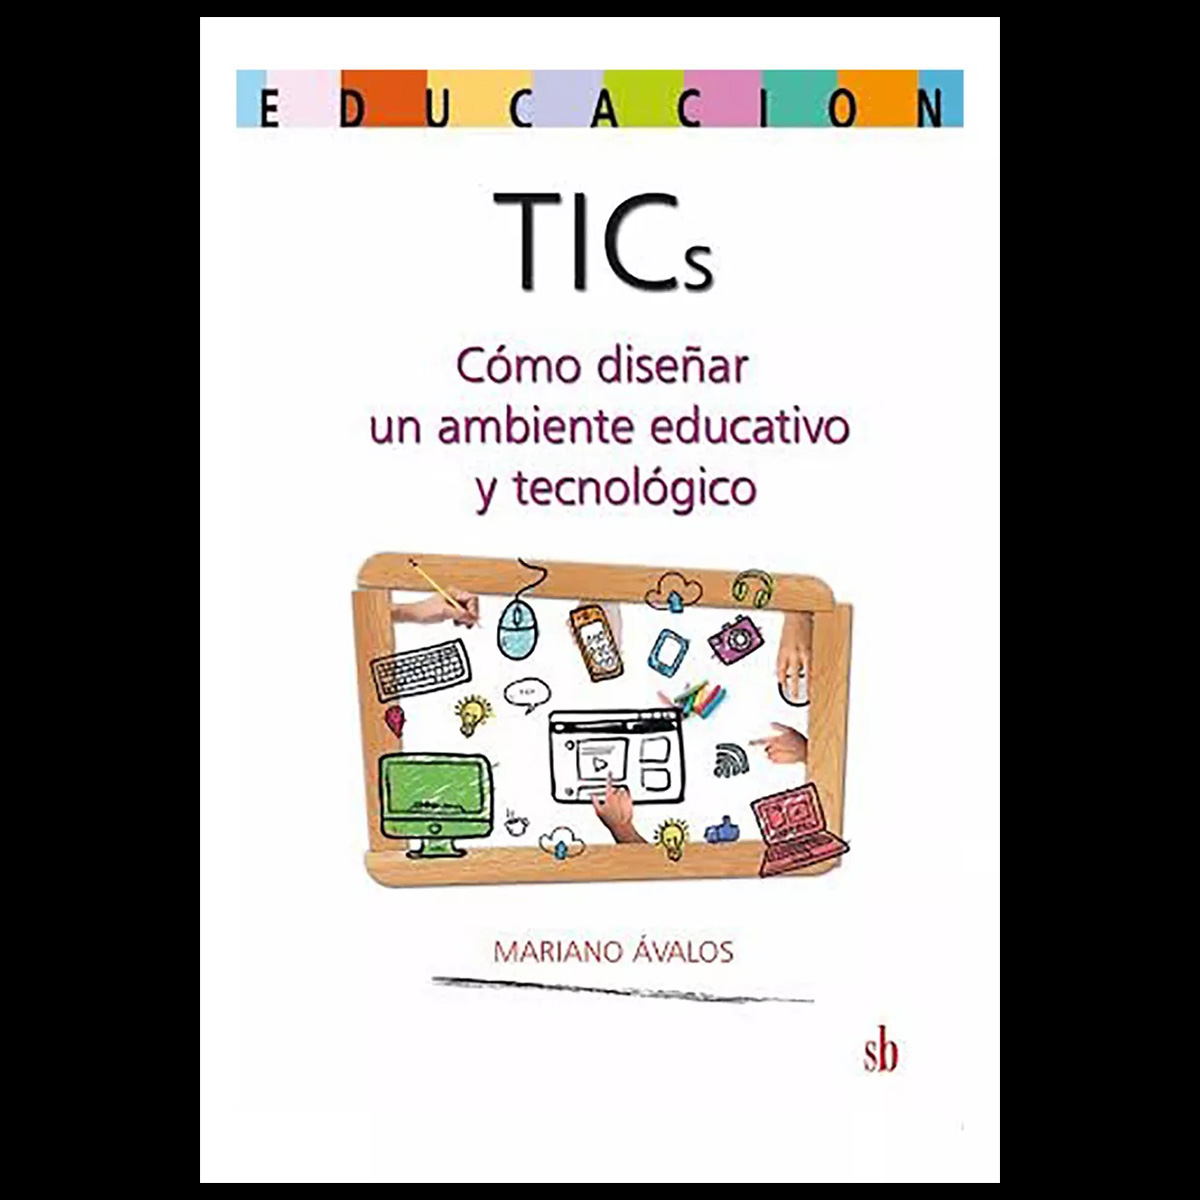 EDUCACION
TICs
Cómo diseñar
un ambiente educativo
y tecnológico
MARIANO ÁVALOS
sb